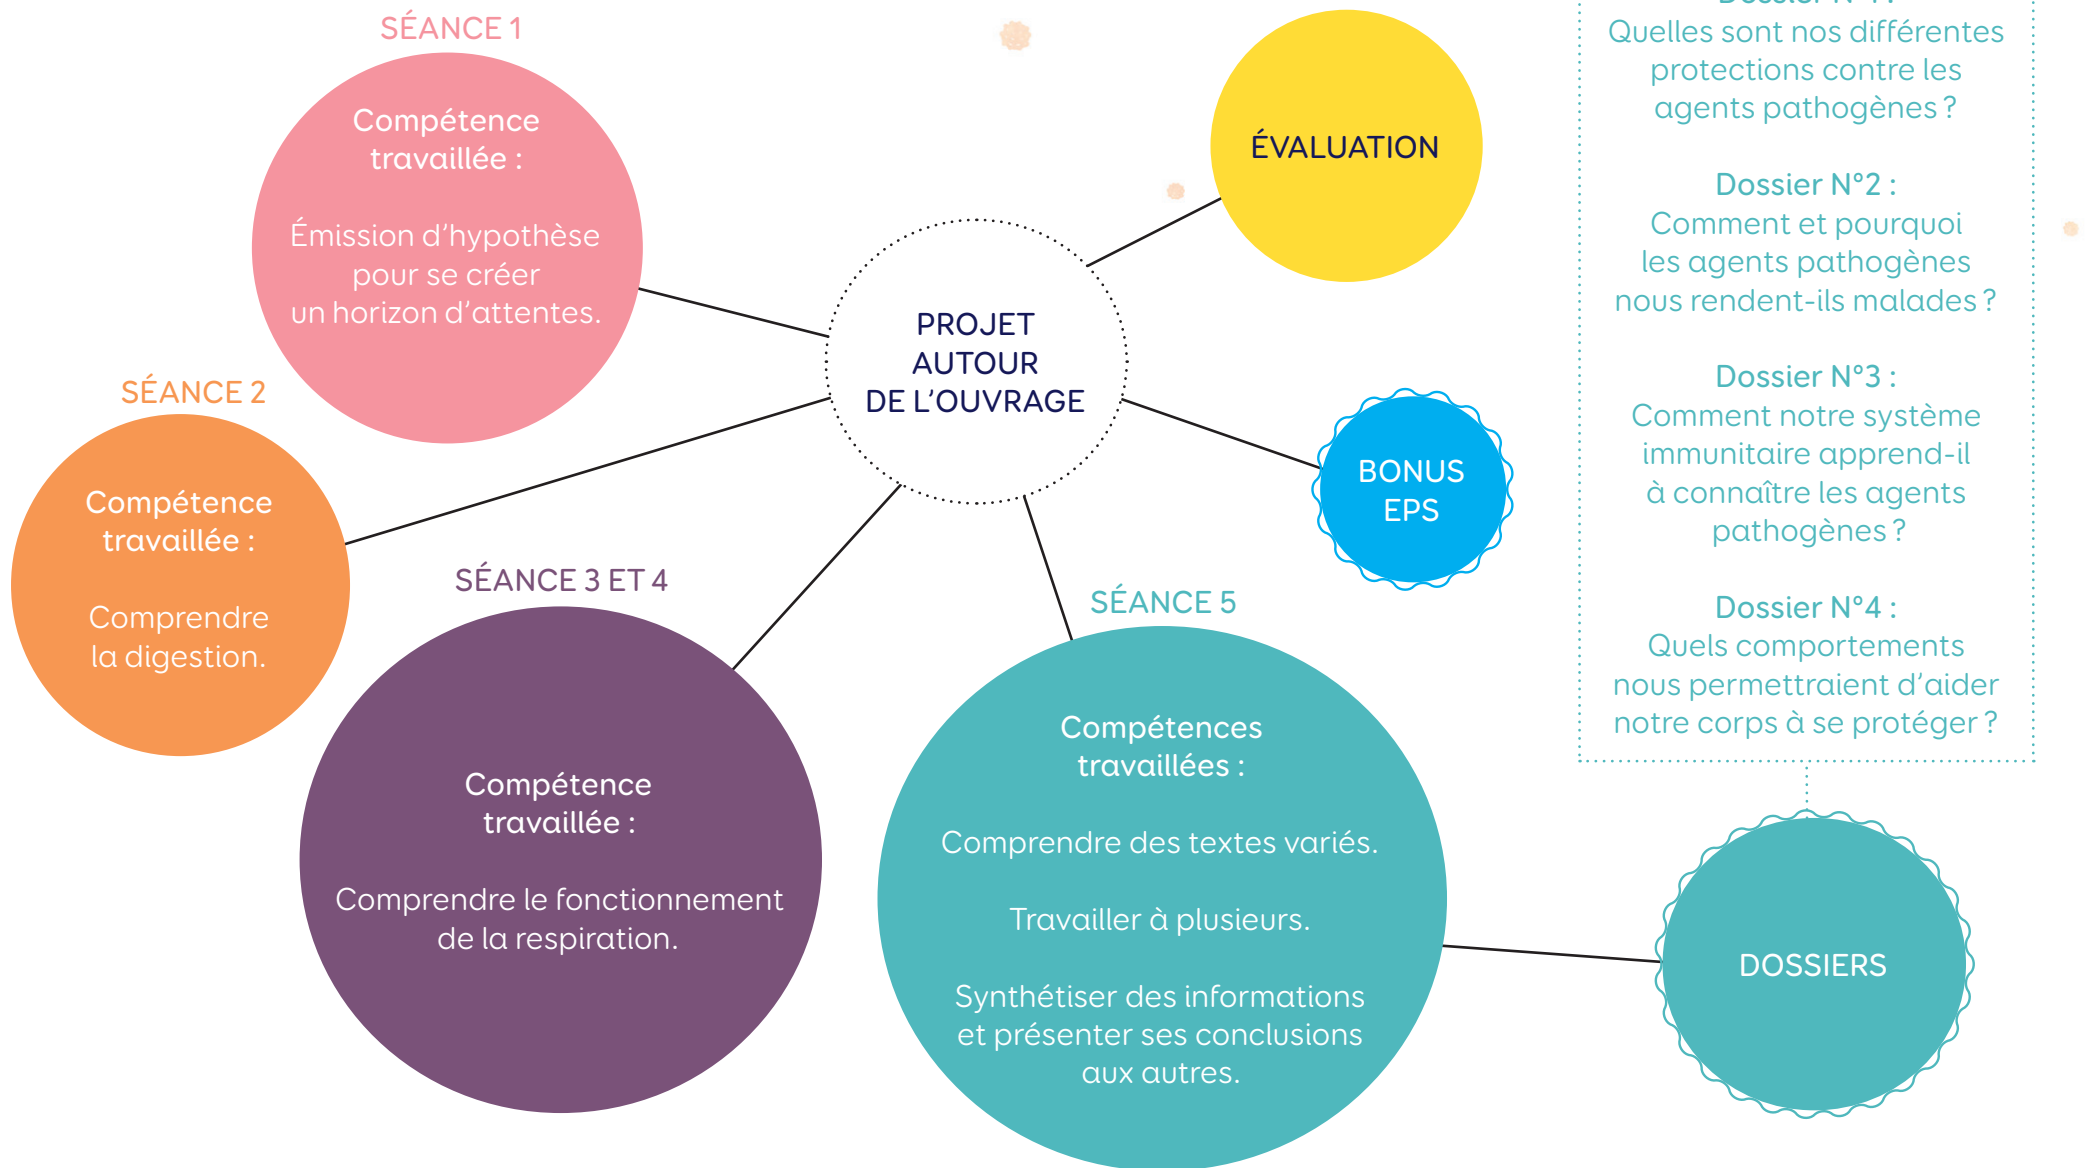 SÉANCE 1
Compétence
travaillée :
Émission d’hypothèse
pour se créer
un horizon d’attentes.
SÉANCE 2
Compétence
travaillée :
Comprendre
la digestion.
SÉANCE 3 ET 4
Compétence
travaillée :
Comprendre le fonctionnement
de la respiration.
SÉANCE 5
Compétences
travaillées :
Comprendre des textes variés.
Travailler à plusieurs.
Synthétiser des informations
et présenter ses conclusions
aux autres.
PROJET
AUTOUR
DE L’OUVRAGE
ÉVALUATION
BONUS
EPS
Quelles sont nos différentes
protections contre les
agents pathogènes ?
Dossier N°2 :
Comment et pourquoi
les agents pathogènes
nous rendent-ils malades ?
Dossier N°3 :
Comment notre système
immunitaire apprend-il
à connaître les agents
pathogènes ?
Dossier N°4 :
Quels comportements
nous permettraient d’aider
notre corps à se protéger ?
DOSSIERS